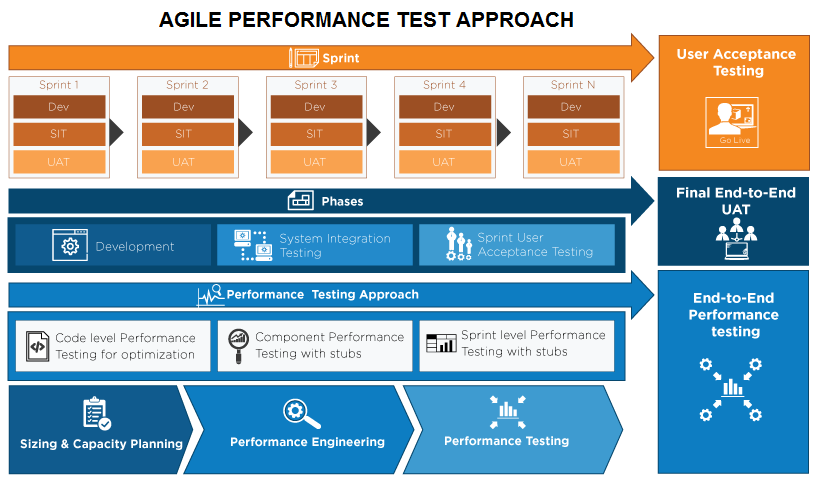 AGILE PERFORMANCE TEST APPROACH
Sprint
User Acceptance
Testing
Go Live
Sprint 1
Dev
SIT
UAT
Sprint 2
Dev
SIT
UAT
Sprint 3
Dev
SIT
UAT
Sprint 4
Dev
SIT
UAT
Sprint N
Dev
SIT
UAT
Phases
Final End-to-End
UAT
Development
System Integration
Testing
Sprint User
Acceptance Testing
Performance Testing Approach
End-to-End
Performance
testing
Code level Performance
Testing for optimization
Component Performance
Testing with stubs
Sprint level Performance
Testing with stubs
Sizing & Capacity Planning
Performance Engineering
Performance Testing